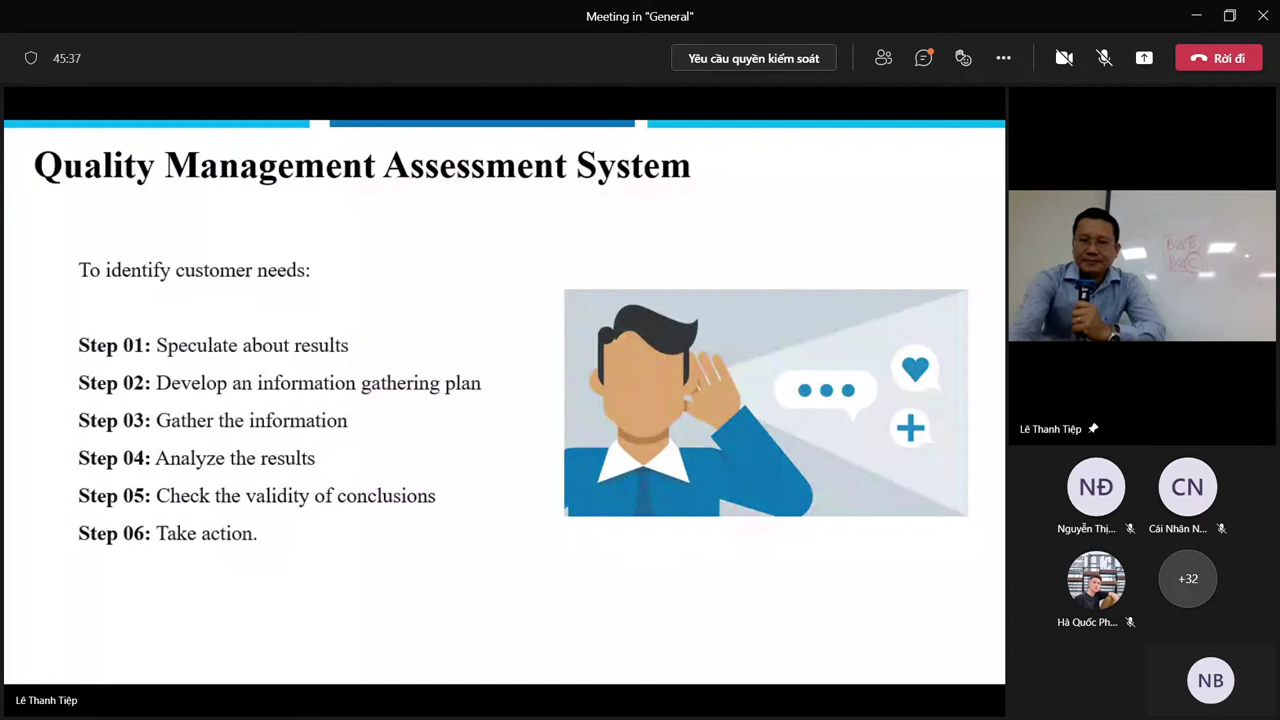 Meeting in "General"
45:37
Yêu cầu quyền kiểm soát
Rời đi
Quality Management Assessment System
To identify customer needs:
Step 01: Speculate about results
Step 02: Develop an information gathering plan
Step 03: Gather the information
Step 04: Analyze the results
Step 05: Check the validity of conclusions
Step 06: Take action.
B2B
B2C
Lê Thanh Tiệp
NĐ
CN
Nguyễn Thị...
Cái Nhân N...
+32
Hà Quốc Ph...
NB
Lê Thanh Tiệp